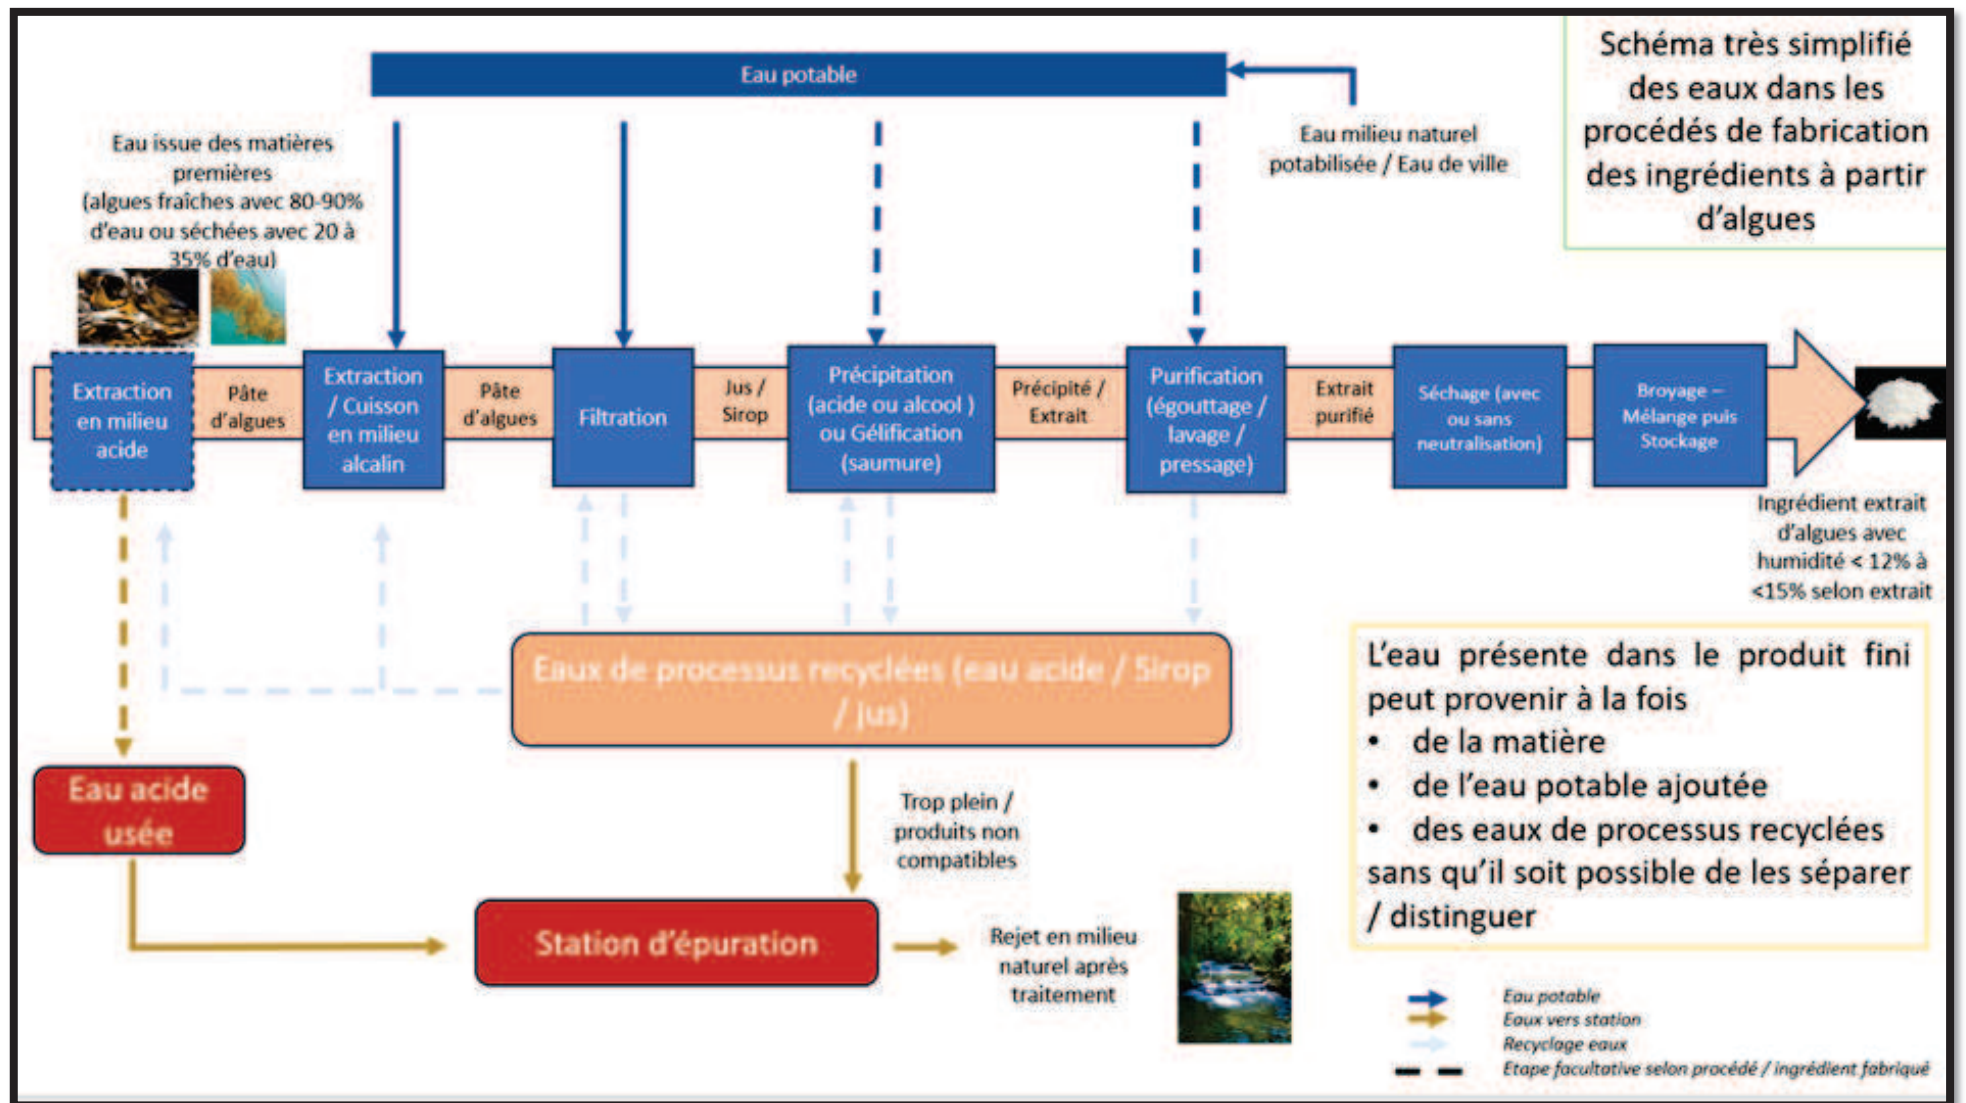 Schéma très simplifié
des eaux dans les
procédés de fabrication
des ingrédients à partir
d'algues
Eau potable
Eau milieu naturel
potabilisée / Eau de ville
Eau issue des matières
premières
(algues fraîches avec 80-90%
d'eau ou séchées avec 20 à
35% d'eau)
Extraction
en milieu
acide
Pâte
d'algues
Extraction
/ Cuisson
en milieu
alcalin
Pâte
d'algues
Filtration
Jus /
Sirop
Précipitation
(acide ou alcool )
ou Gélification
(saumure)
Précipité /
Extrait
Purification
(égouttage /
lavage /
pressage)
Extrait
purifié
Séchage (avec
ou sans
neutralisation)
Broyage –
Mélange puis
Stockage
Ingrédient extrait
d'algues avec
humidité < 12% à
<15% selon extrait
Eaux de processus recyclées (eau acide / Sirop
/ jus)
Eau acide
usée
Trop plein /
produits non
compatibles
Station d'épuration
Rejet en milieu
naturel après
traitement
L'eau présente dans le produit fini
peut provenir à la fois
• de la matière
• de l'eau potable ajoutée
• des eaux de processus recyclées
sans qu'il soit possible de les séparer
/ distinguer
Eau potable
Eaux vers station
Recyclage eaux
Etape facultative selon procédé / ingrédient fabriqué